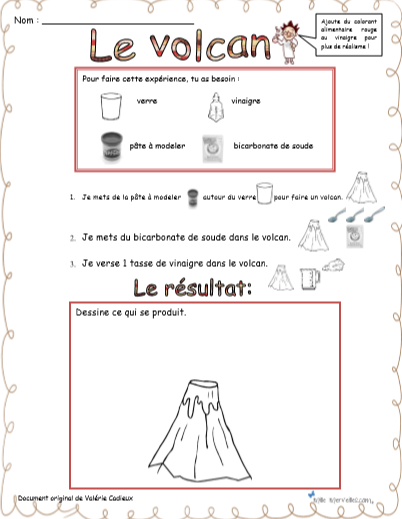 Nom :
Le volcan
Ajoute du colorant
alimentaire rouge
au vinaigre pour
plus de réalisme !
Pour faire cette expérience, tu as besoin :
verre
vinaigre
pâte à modeler
bicarbonate de soude
1. Je mets de la pâte à modeler autour du verre pour faire un volcan.
2. Je mets du bicarbonate de soude dans le volcan.
3. Je verse 1 tasse de vinaigre dans le volcan.
Le résultat:
Dessine ce qui se produit.
Document original de Valérie Cadieux